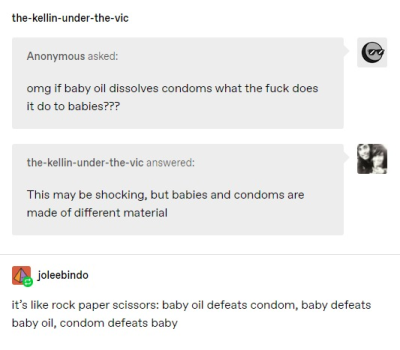 the-kellin-under-the-vic
Anonymous asked:
omg if baby oil dissolves condoms what the fuck does
it do to babies???
the-kellin-under-the-vic answered:
This may be shocking, but babies and condoms are
made of different material
joleebindo
it's like rock paper scissors: baby oil defeats condom, baby defeats
baby oil, condom defeats baby